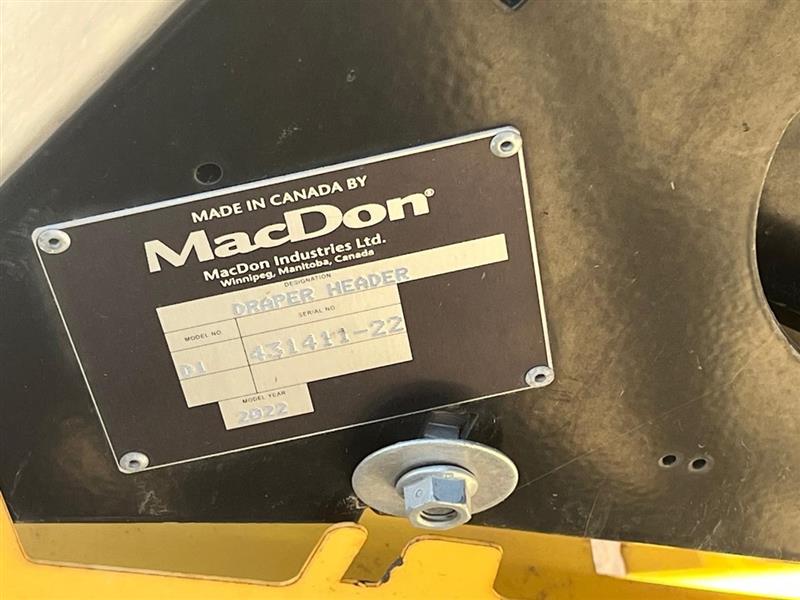 MADE IN CANADA BY
MacDon®
MacDon Industries Ltd.
Winnipeg, Manitoba, Canada
DESIGNATION
DRAPER HEADER
MODEL NO.
SERIAL NO.
D1
431411-22
MODEL YEAR
2022